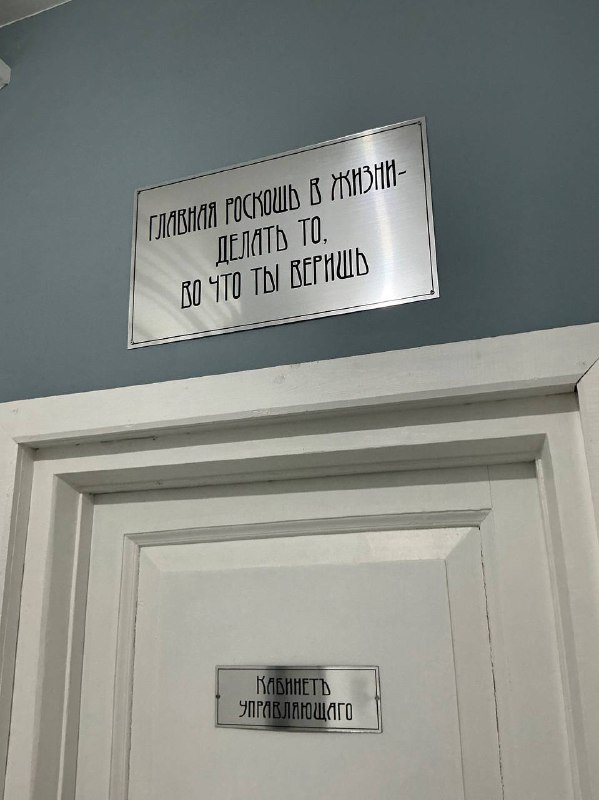 ГЛАВНАЯ РОСКОШЬ В ЖИЗНИ-
ДЕЛАТЬ ТО,
ВО ЧТО ТЫ ВЕРИШЬ
КАБИНЕТЪ
УПРАВЛЯЮЩАГО